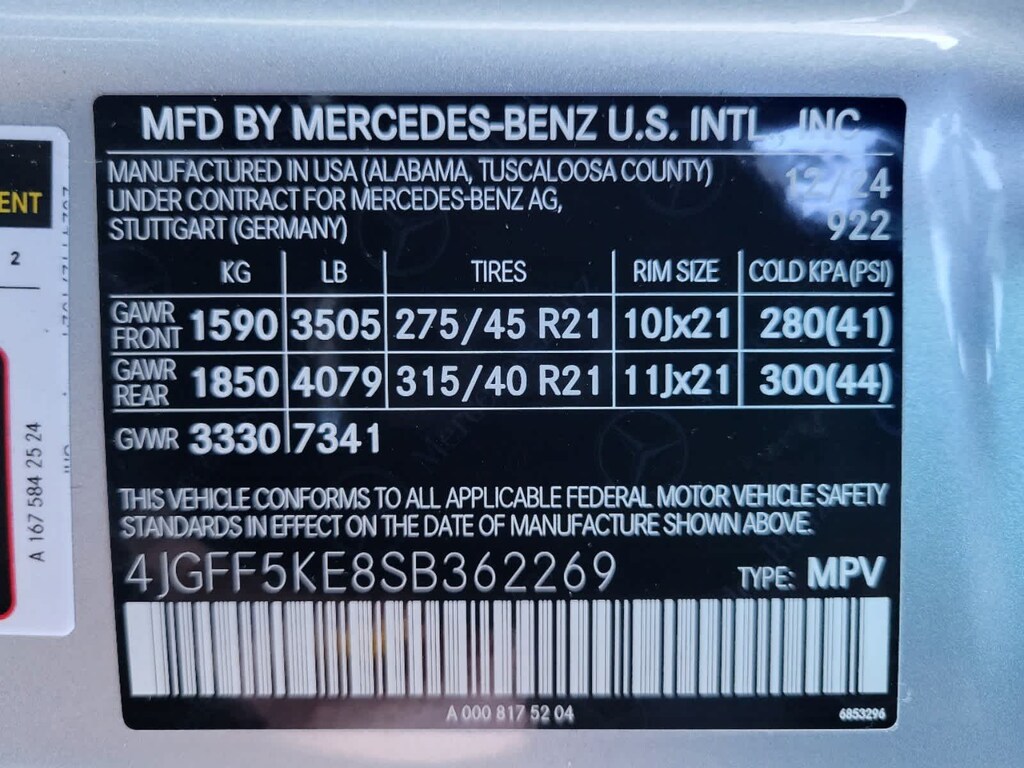 MFD BY MERCEDES-BENZ U.S. INTL., INC.
MANUFACTURED IN USA (ALABAMA, TUSCALOOSA COUNTY) 12/24
UNDER CONTRACT FOR MERCEDES-BENZ AG,
STUTTGART (GERMANY) 922
KG LB TIRES RIM SIZE COLD KPA (PSI)
GAWR FRONT 1590 3505 275/45 R21 10Jx21 280(41)
GAWR REAR 1850 4079 315/40 R21 11Jx21 300(44)
GVWR 3330 7341
THIS VEHICLE CONFORMS TO ALL APPLICABLE FEDERAL MOTOR VEHICLE SAFETY
STANDARDS IN EFFECT ON THE DATE OF MANUFACTURE SHOWN ABOVE.
4JGFF5KE8SB362269 TYPE: MPV
A 000 817 52 04 6853296
ENT
2
A 167 584 25 24